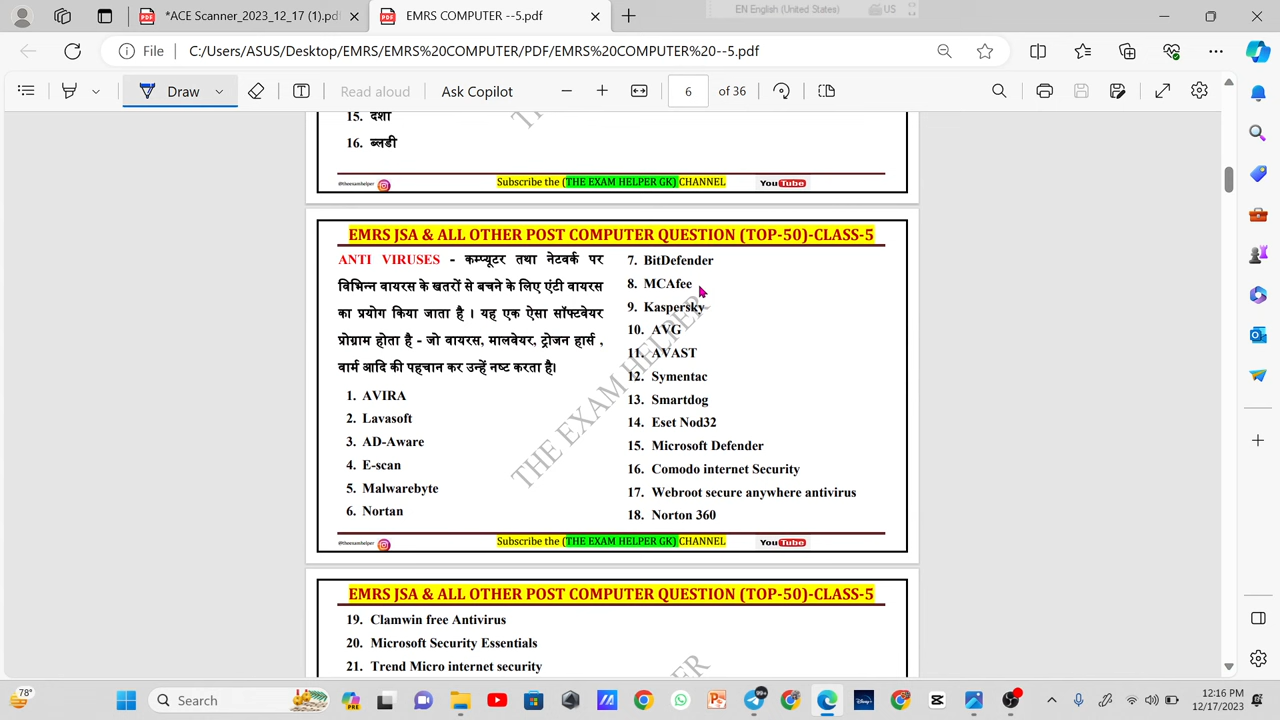 *ACE Scanner_2023_12_17 (1).pdf
EMRS COMPUTER --5.pdf
EN English (United States)
US
File
C:/Users/ASUS/Desktop/EMRS/EMRS%20COMPUTER/PDF/EMRS%20COMPUTER%20--5.pdf
Draw
Read aloud
Ask Copilot
6
of 36
15. दशा
16. ब्लडी
@theexamhelper
Subscribe the (THE EXAM HELPER GK) CHANNEL
YouTube
EMRS JSA & ALL OTHER POST COMPUTER QUESTION (TOP-50)-CLASS-5
ANTI VIRUSES - कम्प्यूटर तथा नेटवर्क पर
विभिन्न वायरस के खतरों से बचने के लिए एंटी वायरस
का प्रयोग किया जाता है । यह एक ऐसा सॉफ्टवेयर
प्रोग्राम होता है - जो वायरस, मालवेयर, ट्रोजन हार्स ,
वार्म आदि की पहचान कर उन्हें नष्ट करता है।
1. AVIRA
2. Lavasoft
3. AD-Aware
4. E-scan
5. Malwarebyte
6. Nortan
7. BitDefender
8. MCAfee
9. Kaspersky
10. AVG
11. AVAST
12. Symentac
13. Smartdog
14. Eset Nod32
15. Microsoft Defender
16. Comodo internet Security
17. Webroot secure anywhere antivirus
18. Norton 360
THE EXAM HELPER
@theexamhelper
Subscribe the (THE EXAM HELPER GK) CHANNEL
YouTube
EMRS JSA & ALL OTHER POST COMPUTER QUESTION (TOP-50)-CLASS-5
19. Clamwin free Antivirus
20. Microsoft Security Essentials
21. Trend Micro internet security
78°
Search
99+
12:16 PM
12/17/2023